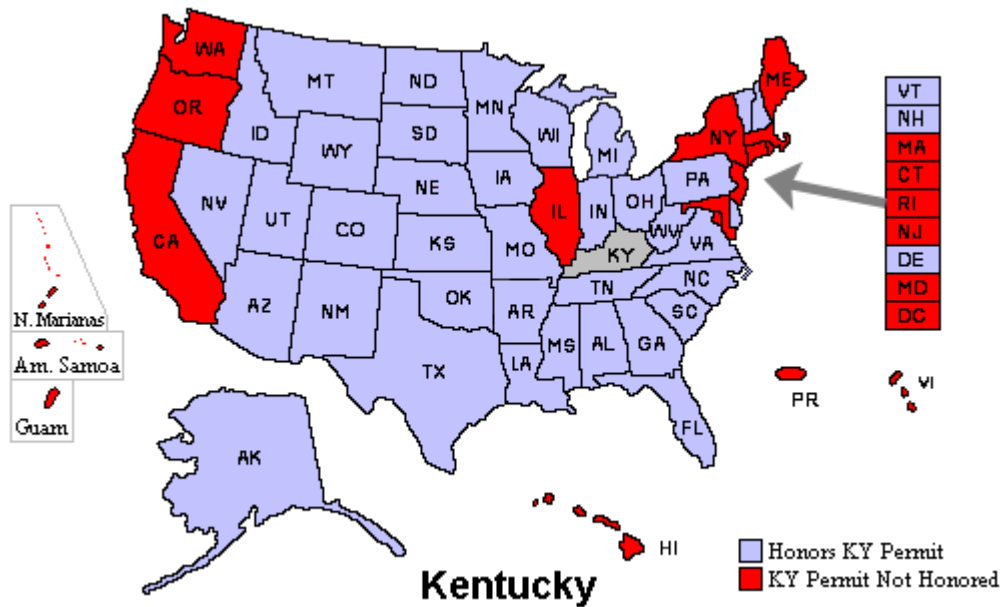 WA
OR
CA
ID
NV
MT
WY
UT
AZ
CO
NM
ND
SD
NE
KS
OK
TX
MN
IA
MO
AR
LA
WI
IL
MI
IN
OH
KY
TN
MS
AL
GA
FL
SC
NC
VA
WV
PA
NY
ME
VT
NH
MA
CT
RI
NJ
DE
MD
DC
N. Marianas
Am. Samoa
Guam
AK
HI
PR
VI
Honors KY Permit
KY Permit Not Honored
Kentucky